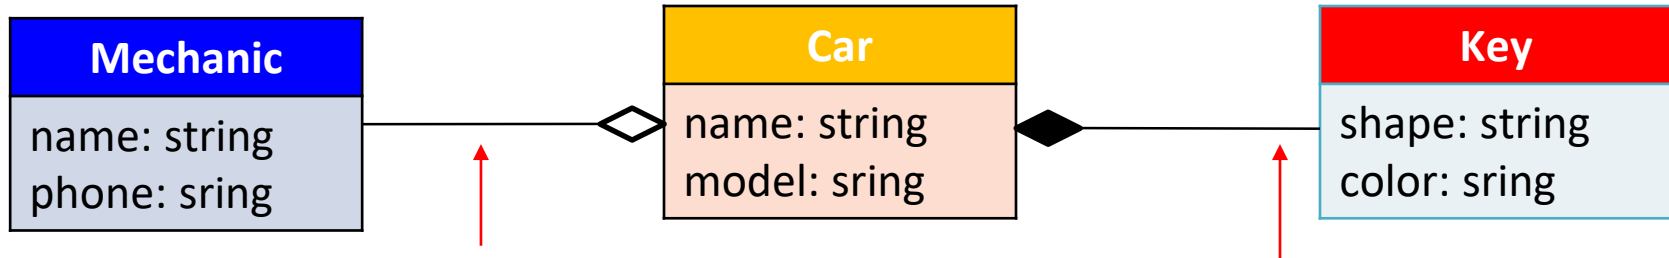 Mechanic
name: string
phone: sring
Car
name: string
model: sring
Key
shape: string
color: sring